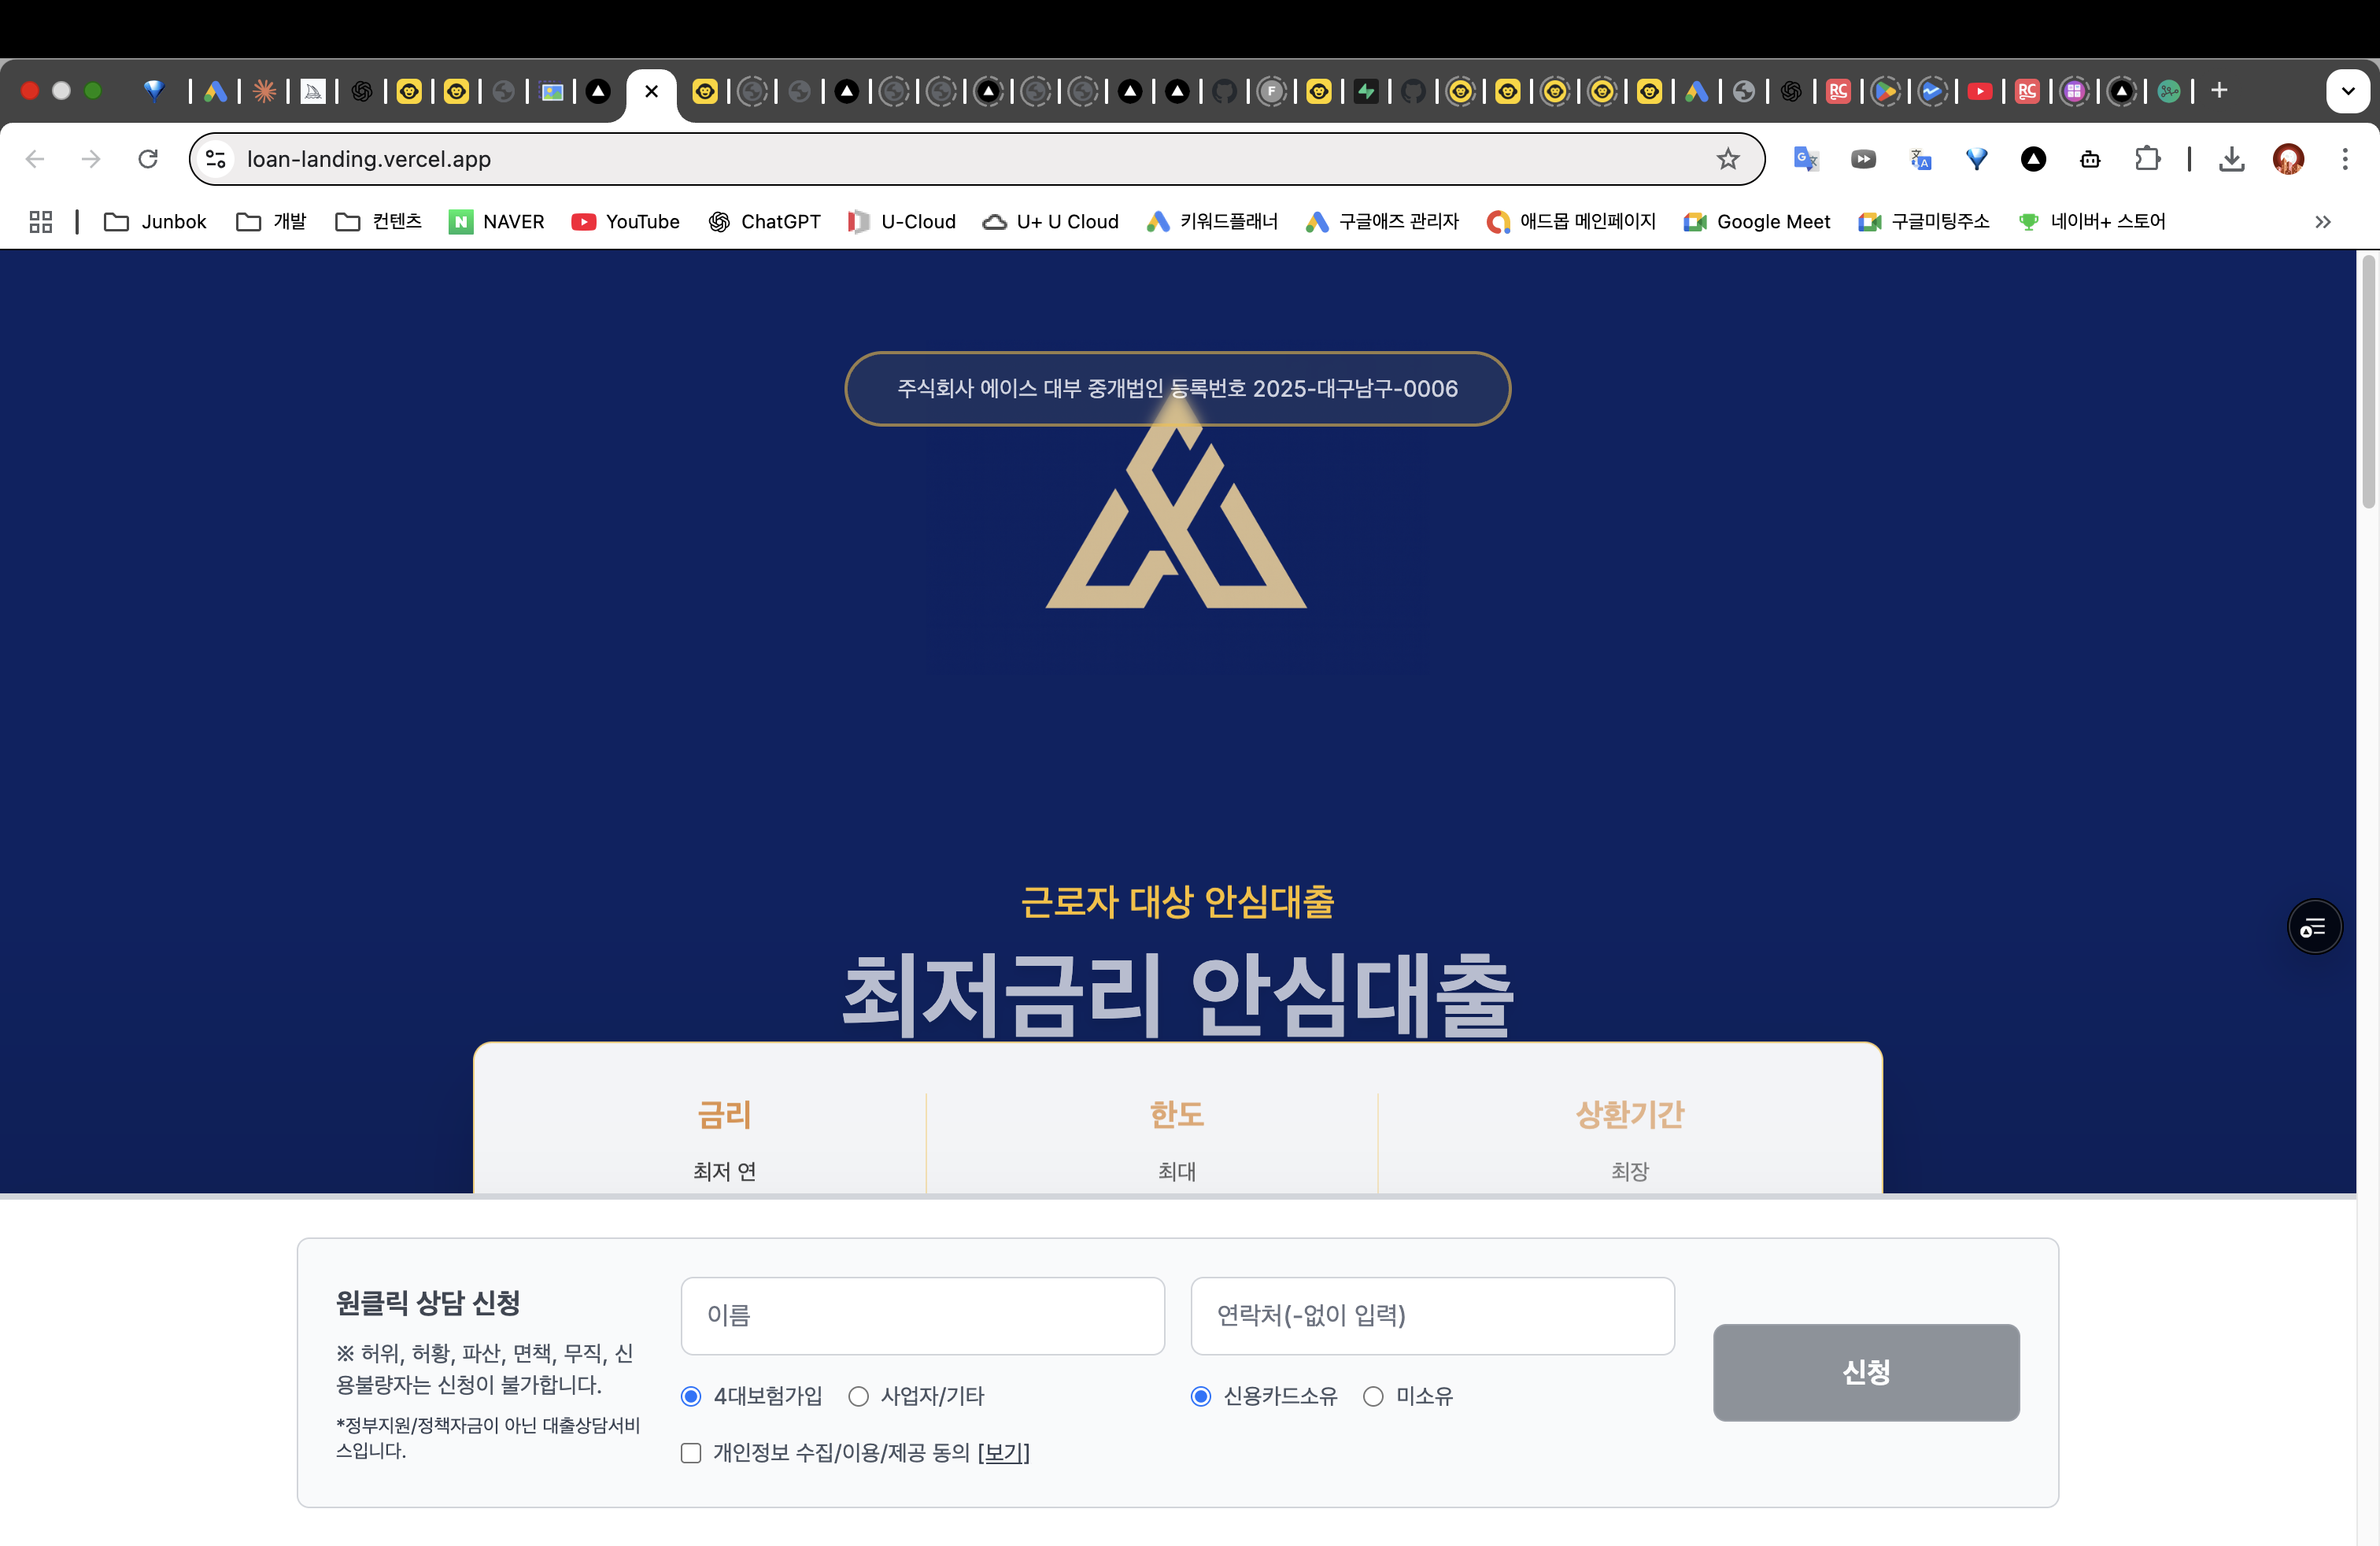 loan-landing.vercel.app
Junbok
개발
컨텐츠
NAVER
YouTube
ChatGPT
U-Cloud
U+ U Cloud
키워드플래너
구글애즈 관리자
애드몹 메인페이지
Google Meet
구글미팅주소
네이버+ 스토어
주식회사 에이스 대부 중개법인 등록번호 2025-대구남구-0006
근로자 대상 안심대출
최저금리 안심대출
금리
최저 연
한도
최대
상환기간
최장
원클릭 상담 신청
※ 허위, 허황, 파산, 면책, 무직, 신
용불량자는 신청이 불가합니다.
*정부지원/정책자금이 아닌 대출상담서비
스입니다.
이름
연락처(-없이 입력)
4대보험가입
사업자/기타
신용카드소유
미소유
개인정보 수집/이용/제공 동의 [보기]
신청